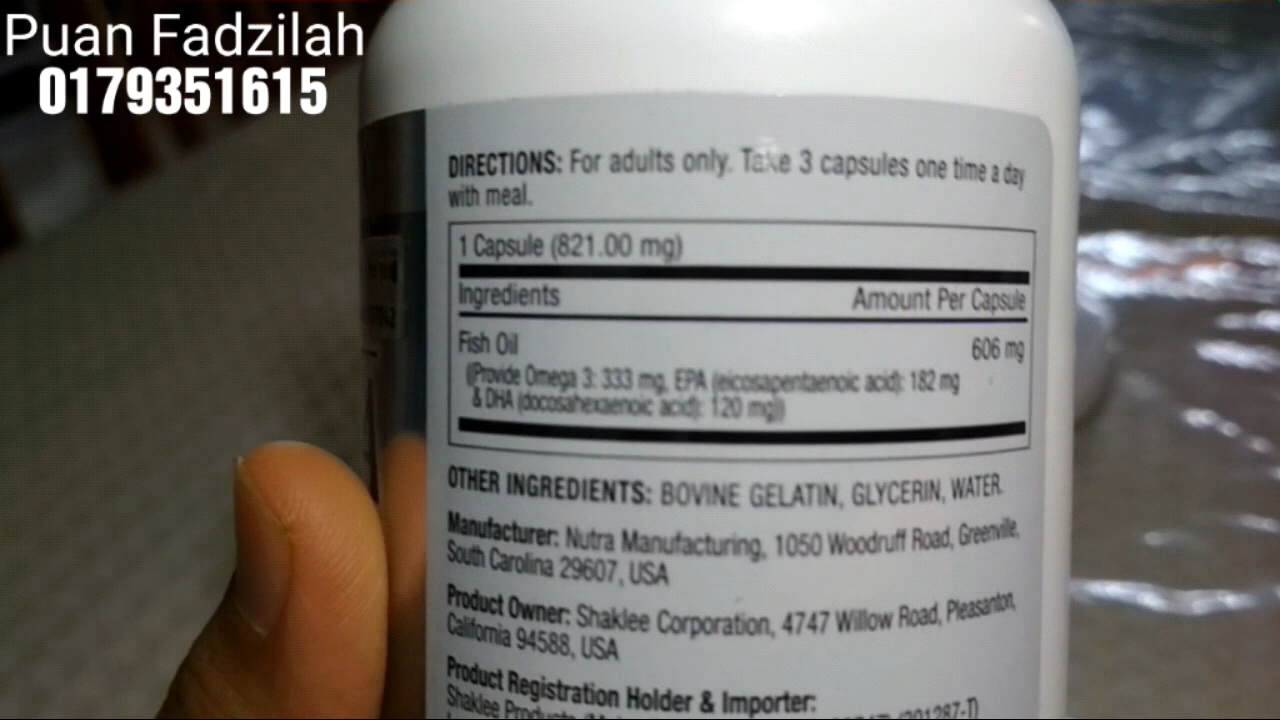 Puan Fadzilah
0179351615
DIRECTIONS: For adults only. Take 3 capsules one time a day
with meal.
1 Capsule (821.00 mg)
Ingredients Amount Per Capsule
Fish Oil 606 mg
((Provide Omega 3: 333 mg, EPA (eicosapentaenoic acid): 182 mg
& DHA (docosahexaenoic acid): 120 mg))
OTHER INGREDIENTS: BOVINE GELATIN, GLYCERIN, WATER.
Manufacturer: Nutra Manufacturing, 1050 Woodruff Road, Greenville,
South Carolina 29607, USA
Product Owner: Shaklee Corporation, 4747 Willow Road, Pleasanton,
California 94588, USA
Product Registration Holder & Importer:
Shaklee Products (201287-T)